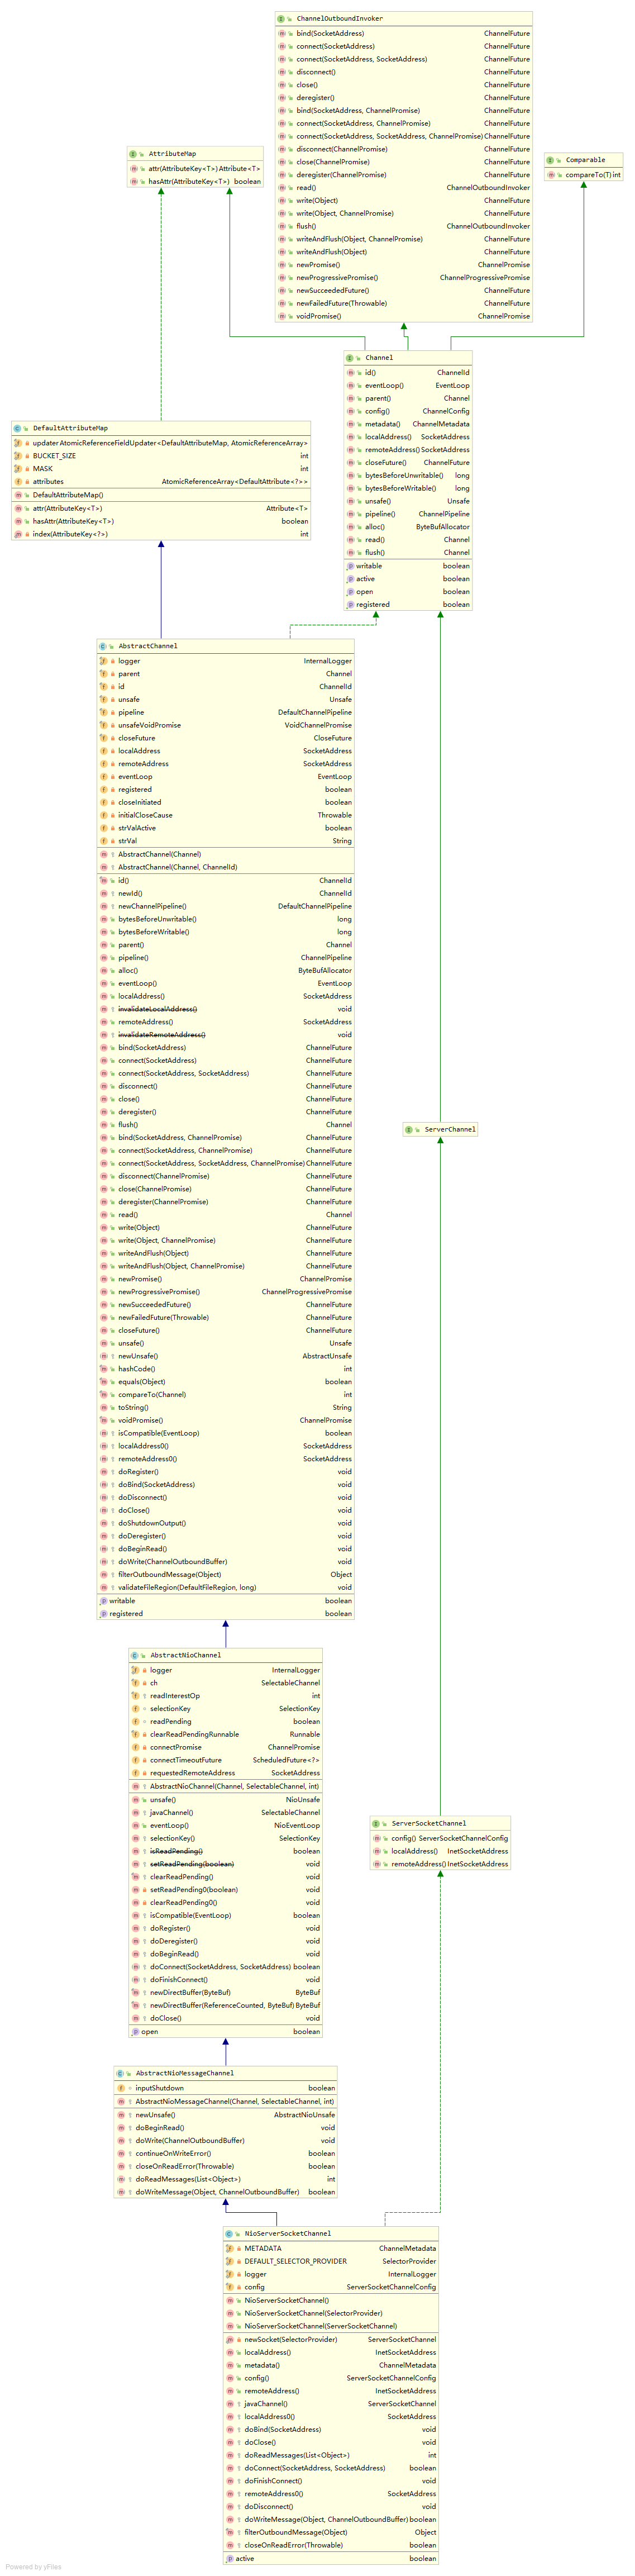 ChannelOutboundInvoker
bind(SocketAddress) ChannelFuture
connect(SocketAddress) ChannelFuture
connect(SocketAddress, SocketAddress) ChannelFuture
disconnect() ChannelFuture
close() ChannelFuture
deregister() ChannelFuture
bind(SocketAddress, ChannelPromise) ChannelFuture
connect(SocketAddress, ChannelPromise) ChannelFuture
connect(SocketAddress, SocketAddress, ChannelPromise) ChannelFuture
disconnect(ChannelPromise) ChannelFuture
close(ChannelPromise) ChannelFuture
deregister(ChannelPromise) ChannelFuture
read() ChannelOutboundInvoker
write(Object) ChannelFuture
write(Object, ChannelPromise) ChannelFuture
flush() ChannelOutboundInvoker
writeAndFlush(Object, ChannelPromise) ChannelFuture
writeAndFlush(Object) ChannelFuture
newPromise() ChannelPromise
newProgressivePromise() ChannelProgressivePromise
newSucceededFuture() ChannelFuture
newFailedFuture(Throwable) ChannelFuture
voidPromise() ChannelPromise
AttributeMap
attr(AttributeKey<T>) Attribute<T>
hasAttr(AttributeKey<T>) boolean
Comparable
compareTo(T) int
Channel
id() ChannelId
eventLoop() EventLoop
parent() Channel
config() ChannelConfig
metadata() ChannelMetadata
localAddress() SocketAddress
remoteAddress() SocketAddress
closeFuture() ChannelFuture
bytesBeforeUnwritable() long
bytesBeforeWritable() long
unsafe() Unsafe
pipeline() ChannelPipeline
alloc() ByteBufAllocator
read() Channel
flush() Channel
writable boolean
active boolean
open boolean
registered boolean
DefaultAttributeMap
updater AtomicReferenceFieldUpdater<DefaultAttributeMap, AtomicReferenceArray>
BUCKET_SIZE int
MASK int
attributes AtomicReferenceArray<DefaultAttribute<?>>
DefaultAttributeMap()
attr(AttributeKey<T>) Attribute<T>
hasAttr(AttributeKey<T>) boolean
index(AttributeKey<?>) int
AbstractChannel
logger InternalLogger
parent Channel
id ChannelId
unsafe Unsafe
pipeline DefaultChannelPipeline
unsafeVoidPromise VoidChannelPromise
closeFuture CloseFuture
localAddress SocketAddress
remoteAddress SocketAddress
eventLoop EventLoop
registered boolean
closeInitiated boolean
initialCloseCause Throwable
strValActive boolean
strVal String
AbstractChannel(Channel)
AbstractChannel(Channel, ChannelId)
id() ChannelId
newId() ChannelId
newChannelPipeline() DefaultChannelPipeline
bytesBeforeUnwritable() long
bytesBeforeWritable() long
parent() Channel
pipeline() ChannelPipeline
alloc() ByteBufAllocator
eventLoop() EventLoop
localAddress() SocketAddress
invalidateLocalAddress() void
remoteAddress() SocketAddress
invalidateRemoteAddress() void
bind(SocketAddress) ChannelFuture
connect(SocketAddress) ChannelFuture
connect(SocketAddress, SocketAddress) ChannelFuture
disconnect() ChannelFuture
close() ChannelFuture
deregister() ChannelFuture
flush() Channel
bind(SocketAddress, ChannelPromise) ChannelFuture
connect(SocketAddress, ChannelPromise) ChannelFuture
connect(SocketAddress, SocketAddress, ChannelPromise) ChannelFuture
disconnect(ChannelPromise) ChannelFuture
close(ChannelPromise) ChannelFuture
deregister(ChannelPromise) ChannelFuture
read() Channel
write(Object) ChannelFuture
write(Object, ChannelPromise) ChannelFuture
writeAndFlush(Object) ChannelFuture
writeAndFlush(Object, ChannelPromise) ChannelFuture
newPromise() ChannelPromise
newProgressivePromise() ChannelProgressivePromise
newSucceededFuture() ChannelFuture
newFailedFuture(Throwable) ChannelFuture
closeFuture() ChannelFuture
unsafe() Unsafe
newUnsafe() AbstractUnsafe
hashCode() int
equals(Object) boolean
compareTo(Channel) int
toString() String
voidPromise() ChannelPromise
isCompatible(EventLoop) boolean
localAddress0() SocketAddress
remoteAddress0() SocketAddress
doRegister() void
doBind(SocketAddress) void
doDisconnect() void
doClose() void
doShutdownOutput() void
doDeregister() void
doBeginRead() void
doWrite(ChannelOutboundBuffer) void
filterOutboundMessage(Object) Object
validateFileRegion(DefaultFileRegion, long) void
writable boolean
registered boolean
ServerChannel
AbstractNioChannel
logger InternalLogger
ch SelectableChannel
readInterestOp int
selectionKey SelectionKey
readPending boolean
clearReadPendingRunnable Runnable
connectPromise ChannelPromise
connectTimeoutFuture ScheduledFuture<?>
requestedRemoteAddress SocketAddress
AbstractNioChannel(Channel, SelectableChannel, int)
unsafe() NioUnsafe
javaChannel() SelectableChannel
eventLoop() NioEventLoop
selectionKey() SelectionKey
isReadPending() boolean
setReadPending(boolean) void
clearReadPending() void
setReadPending0(boolean) void
clearReadPending0() void
isCompatible(EventLoop) boolean
doRegister() void
doDeregister() void
doBeginRead() void
doConnect(SocketAddress, SocketAddress) boolean
doFinishConnect() void
newDirectBuffer(ByteBuf) ByteBuf
newDirectBuffer(ReferenceCounted, ByteBuf) ByteBuf
doClose() void
open boolean
ServerSocketChannel
config() ServerSocketChannelConfig
localAddress() InetSocketAddress
remoteAddress() InetSocketAddress
AbstractNioMessageChannel
inputShutdown boolean
AbstractNioMessageChannel(Channel, SelectableChannel, int)
newUnsafe() AbstractNioUnsafe
doBeginRead() void
doWrite(ChannelOutboundBuffer) void
continueOnWriteError() boolean
closeOnReadError(Throwable) boolean
doReadMessages(List<Object>) int
doWriteMessage(Object, ChannelOutboundBuffer) boolean
NioServerSocketChannel
METADATA ChannelMetadata
DEFAULT_SELECTOR_PROVIDER SelectorProvider
logger InternalLogger
config ServerSocketChannelConfig
NioServerSocketChannel()
NioServerSocketChannel(SelectorProvider)
NioServerSocketChannel(ServerSocketChannel)
newSocket(SelectorProvider) ServerSocketChannel
localAddress() InetSocketAddress
metadata() ChannelMetadata
config() ServerSocketChannelConfig
remoteAddress() InetSocketAddress
javaChannel() ServerSocketChannel
localAddress0() SocketAddress
doBind(SocketAddress) void
doClose() void
doReadMessages(List<Object>) int
doConnect(SocketAddress, SocketAddress) boolean
doFinishConnect() void
remoteAddress0() SocketAddress
doDisconnect() void
doWriteMessage(Object, ChannelOutboundBuffer) boolean
filterOutboundMessage(Object) Object
closeOnReadError(Throwable) boolean
active boolean
Powered by yFiles